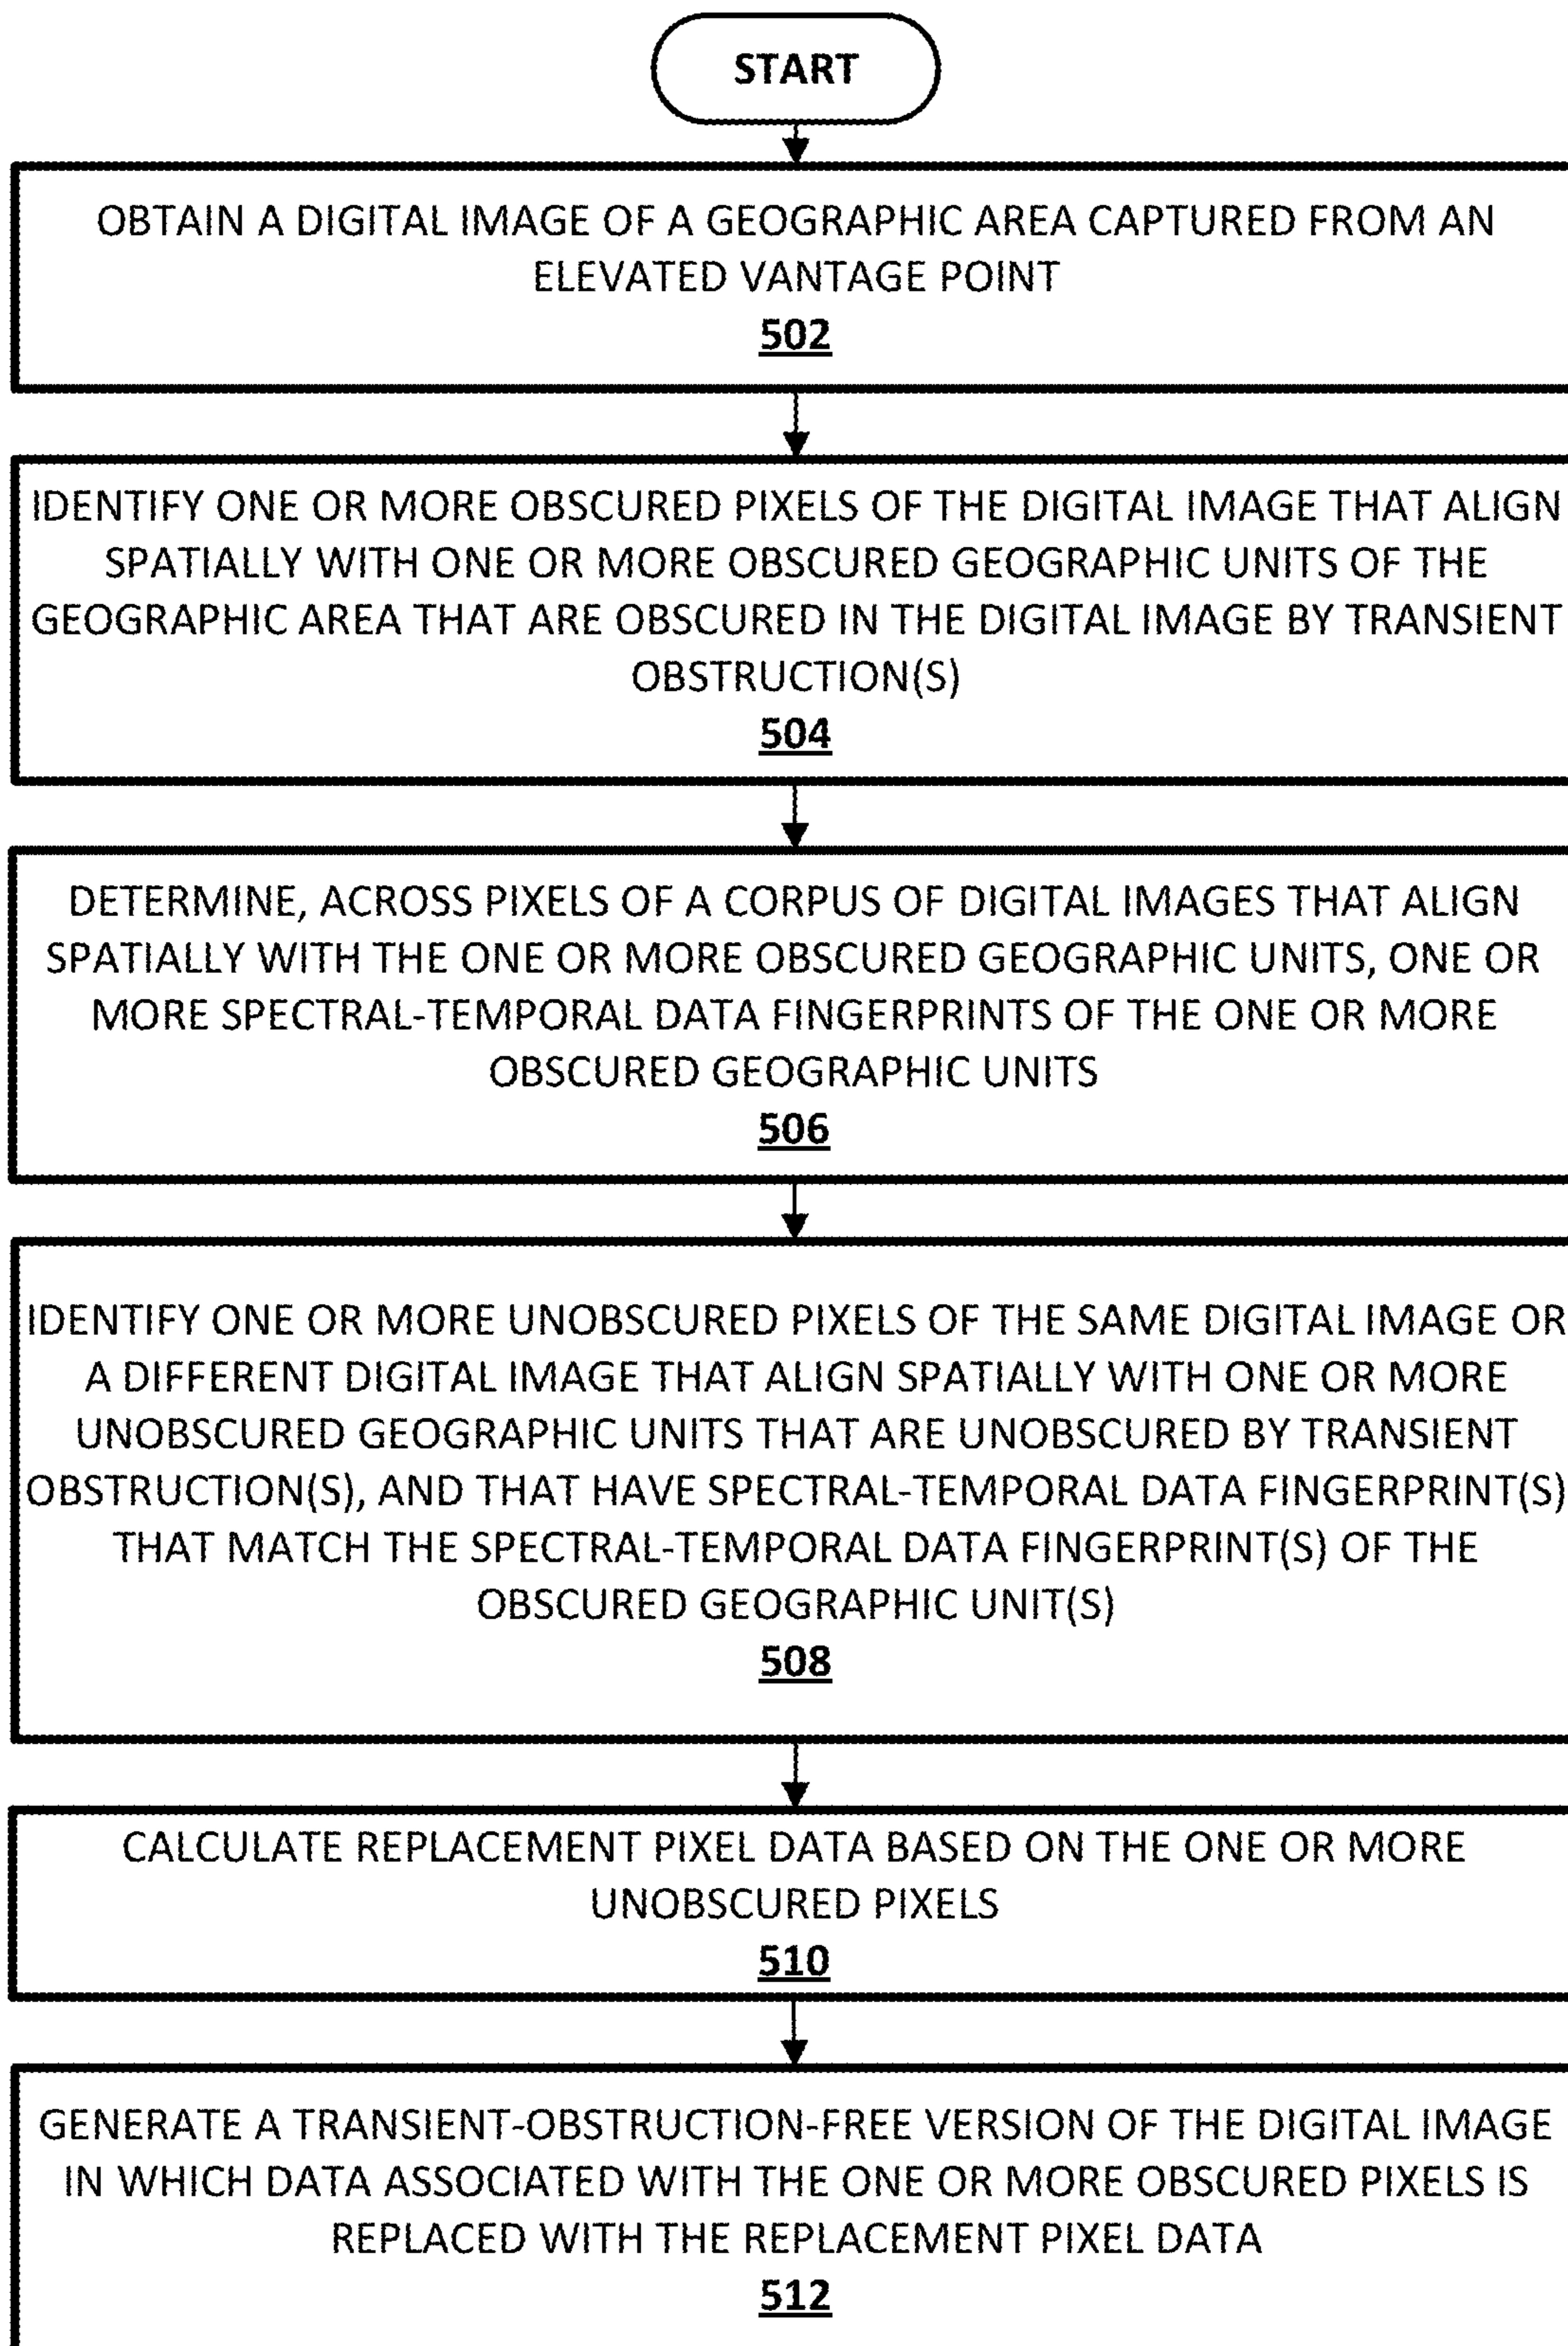 START
OBTAIN A DIGITAL IMAGE OF A GEOGRAPHIC AREA CAPTURED FROM AN
ELEVATED VANTAGE POINT
502
IDENTIFY ONE OR MORE OBSCURED PIXELS OF THE DIGITAL IMAGE THAT ALIGN
SPATIALLY WITH ONE OR MORE OBSCURED GEOGRAPHIC UNITS OF THE
GEOGRAPHIC AREA THAT ARE OBSCURED IN THE DIGITAL IMAGE BY TRANSIENT
OBSTRUCTION(S)
504
DETERMINE, ACROSS PIXELS OF A CORPUS OF DIGITAL IMAGES THAT ALIGN
SPATIALLY WITH THE ONE OR MORE OBSCURED GEOGRAPHIC UNITS, ONE OR
MORE SPECTRAL-TEMPORAL DATA FINGERPRINTS OF THE ONE OR MORE
OBSCURED GEOGRAPHIC UNITS
506
IDENTIFY ONE OR MORE UNOBSCURED PIXELS OF THE SAME DIGITAL IMAGE OR
A DIFFERENT DIGITAL IMAGE THAT ALIGN SPATIALLY WITH ONE OR MORE
UNOBSCURED GEOGRAPHIC UNITS THAT ARE UNOBSCURED BY TRANSIENT
OBSTRUCTION(S), AND THAT HAVE SPECTRAL-TEMPORAL DATA FINGERPRINT(S)
THAT MATCH THE SPECTRAL-TEMPORAL DATA FINGERPRINT(S) OF THE
OBSCURED GEOGRAPHIC UNIT(S)
508
CALCULATE REPLACEMENT PIXEL DATA BASED ON THE ONE OR MORE
UNOBSCURED PIXELS
510
GENERATE A TRANSIENT-OBSTRUCTION-FREE VERSION OF THE DIGITAL IMAGE
IN WHICH DATA ASSOCIATED WITH THE ONE OR MORE OBSCURED PIXELS IS
REPLACED WITH THE REPLACEMENT PIXEL DATA
512